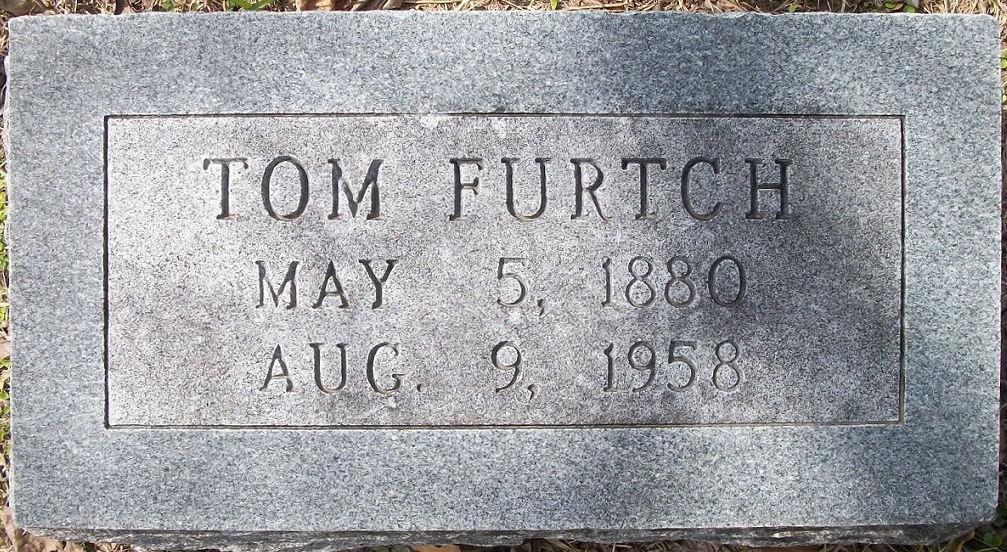 TOM FURTCH
MAY 5, 1880
AUG. 9, 1958